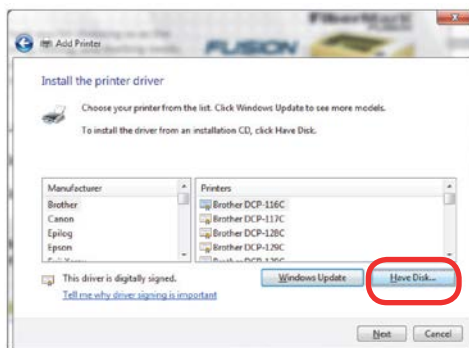 FiberMark
FUSION
Add Printer
Install the printer driver
Choose your printer from the list. Click Windows Update to see more models.
To install the driver from an installation CD, click Have Disk.
Manufacturer
Brother
Canon
Epilog
Epson
Printers
Brother DCP-116C
Brother DCP-117C
Brother DCP-128C
Brother DCP-129C
This driver is digitally signed.
Tell me why driver signing is important
Windows Update
Have Disk...
Next
Cancel